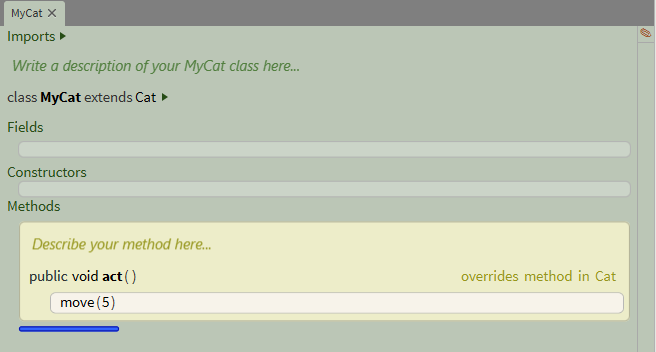 MyCat ×
Imports
Write a description of your MyCat class here...
class MyCat extends Cat
Fields
Constructors
Methods
Describe your method here...
public void act() overrides method in Cat
move(5)